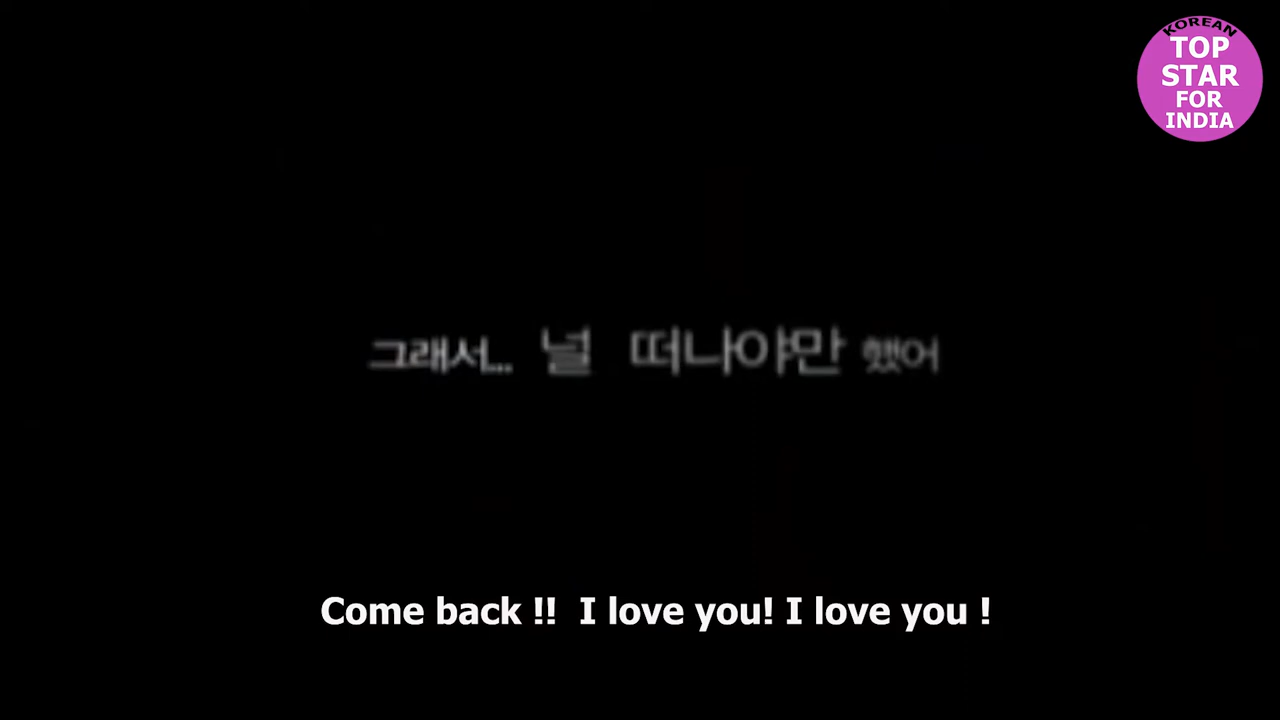 KOREAN
TOP
STAR
FOR
INDIA
그래서... 널 떠나야만 했어
Come back !! I love you! I love you !